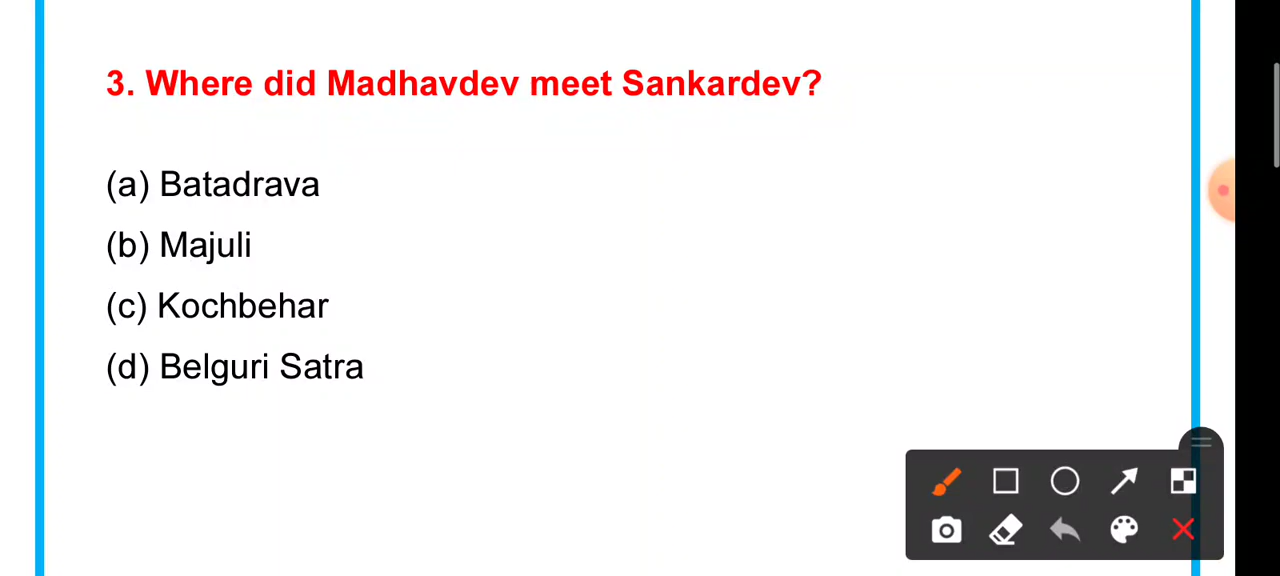 3. Where did Madhavdev meet Sankardev?
(a) Batadrava
(b) Majuli
(c) Kochbehar
(d) Belguri Satra